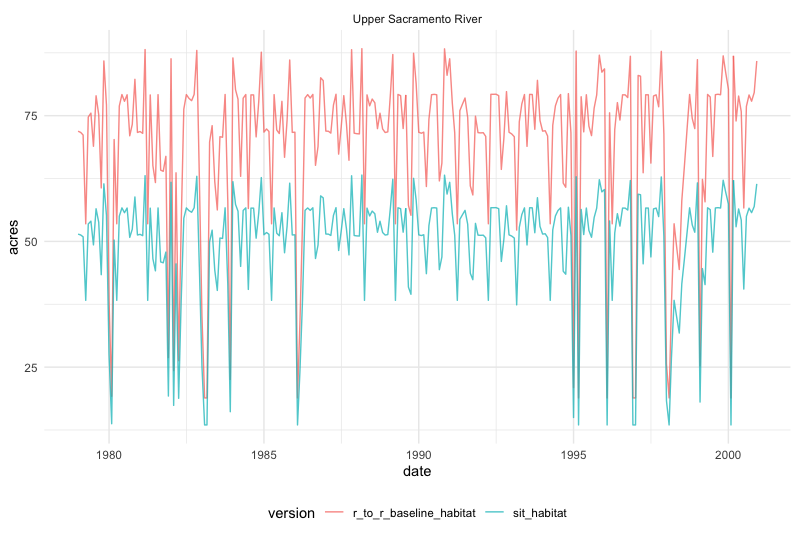 Upper Sacramento River
75
50
25
acres
1980 1985 1990 1995 2000
date
version r_to_r_baseline_habitat sit_habitat